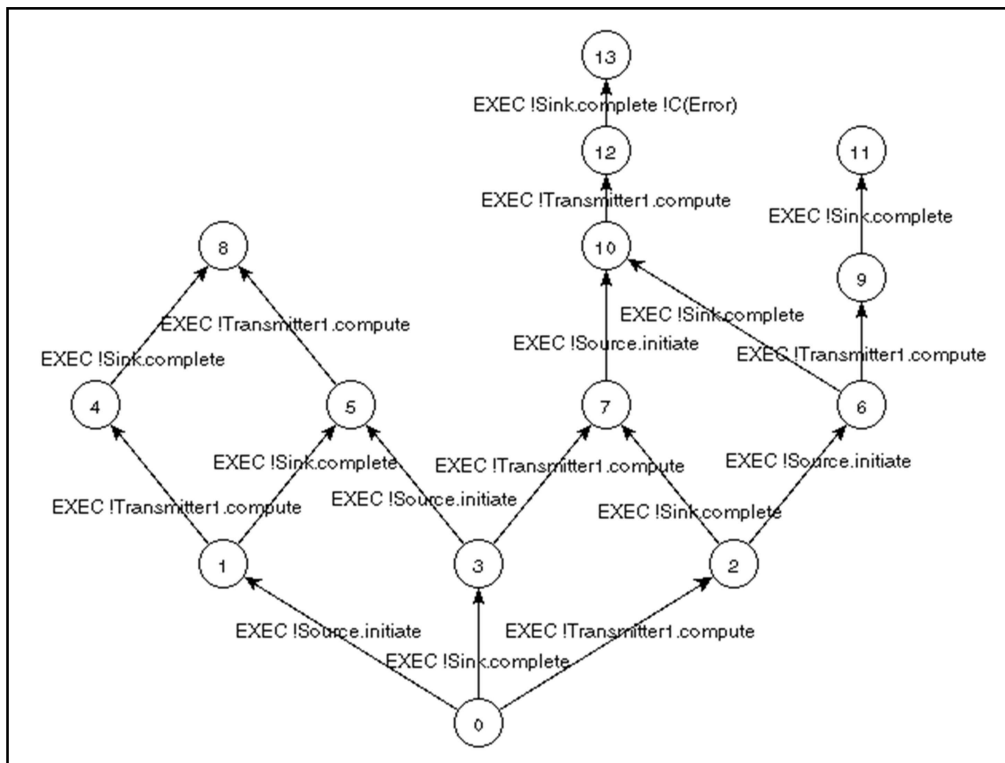 13
EXEC !Sink.complete !C(Error)
12
11
EXEC !Transmitter1.compute
EXEC !Sink.complete
8
10
9
EXEC !Transmitter1.compute
EXEC !Sink.complete
EXEC !Source.initiate
EXEC !Sink.complete
EXEC !Transmitter1.compute
4
5
7
6
EXEC !Sink.complete
EXEC !Transmitter1.compute
EXEC !Source.initiate
EXEC !Transmitter1.compute
EXEC !Source.initiate
EXEC !Sink.complete
1
3
2
EXEC !Source.initiate
EXEC !Transmitter1.compute
EXEC !Sink.complete
0